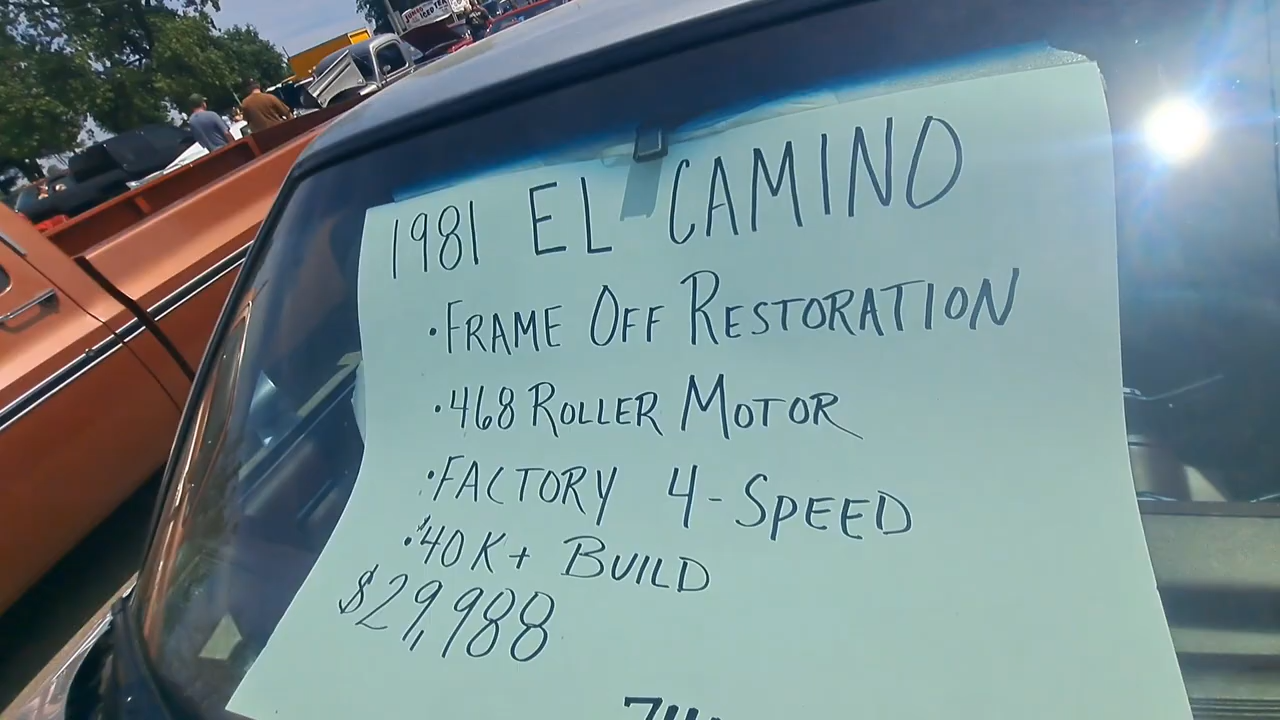 1981 EL CAMINO
• FRAME OFF RESTORATION
• 468 ROLLER MOTOR
• FACTORY 4-SPEED
• $40K+ BUILD
$29,988